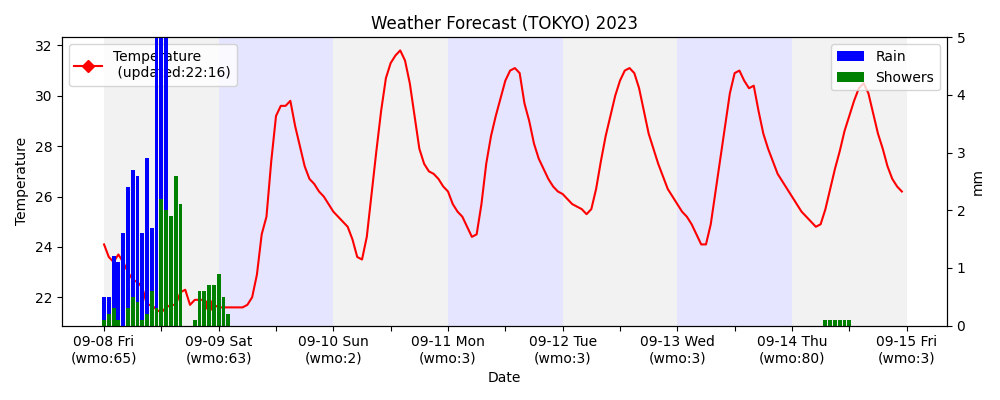 Weather Forecast (TOKYO) 2023
Temperature
(updated:22:16)
Rain
Showers
32
30
28
26
24
22
Temperature
5
4
3
2
1
0
mm
09-08 Fri
(wmo:65)
09-09 Sat
(wmo:63)
09-10 Sun
(wmo:2)
09-11 Mon
(wmo:3)
09-12 Tue
(wmo:3)
09-13 Wed
(wmo:3)
09-14 Thu
(wmo:80)
09-15 Fri
(wmo:3)
Date